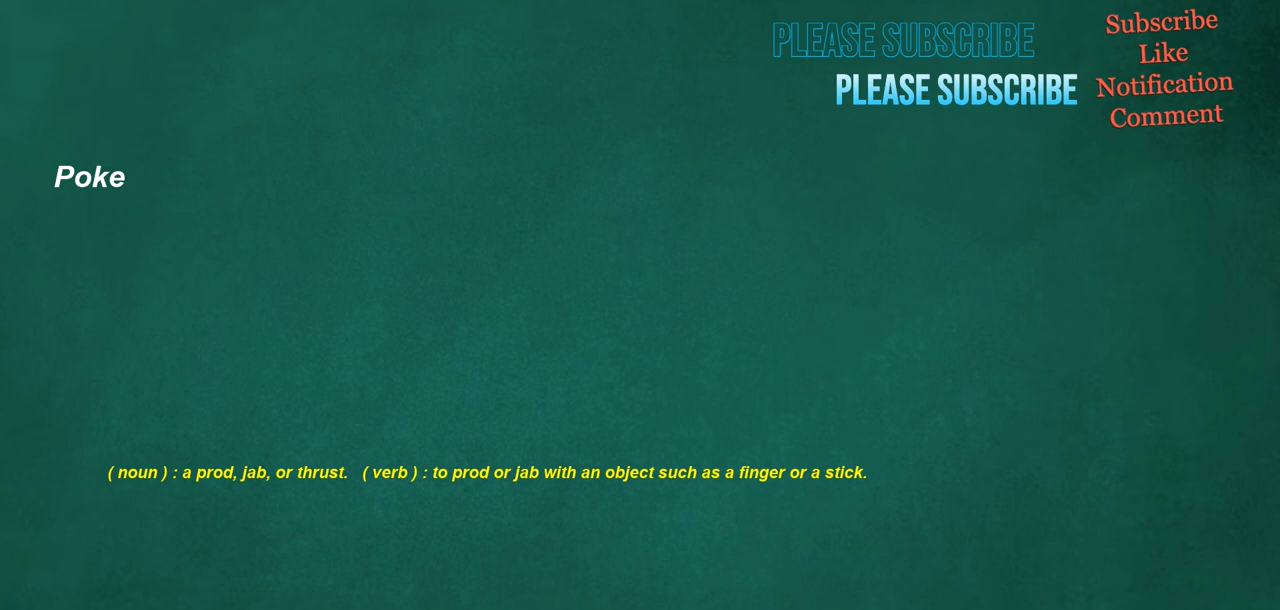 PLEASE SUBSCRIBE
PLEASE SUBSCRIBE
Subscribe
Like
Notification
Comment
Poke
( noun ) : a prod, jab, or thrust.   ( verb ) : to prod or jab with an object such as a finger or a stick.